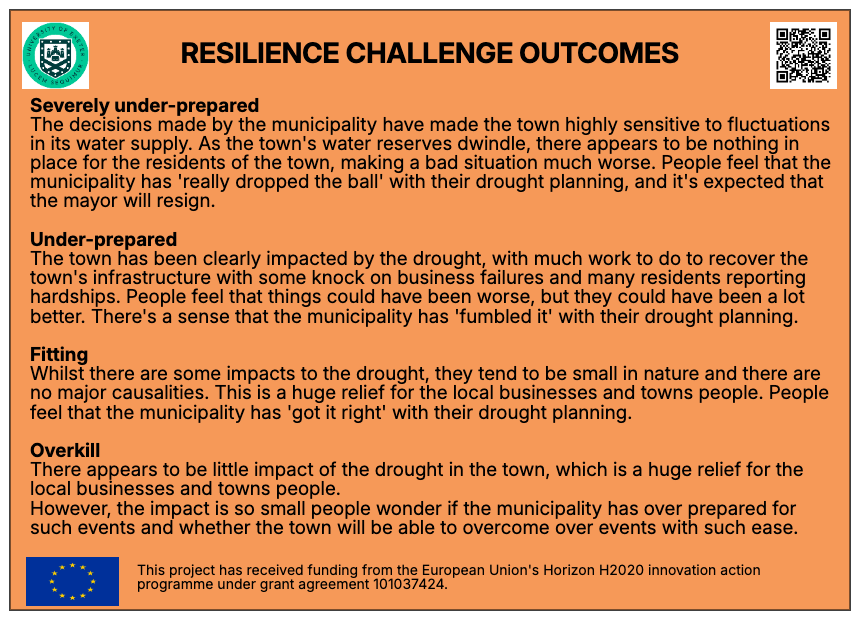 UNIVERSITY OF EXETER
LUCEM SEQUIMUR
RESILIENCE CHALLENGE OUTCOMES
Severely under-prepared
The decisions made by the municipality have made the town highly sensitive to fluctuations
in its water supply. As the town's water reserves dwindle, there appears to be nothing in
place for the residents of the town, making a bad situation much worse. People feel that the
municipality has 'really dropped the ball' with their drought planning, and it's expected that
the mayor will resign.
Under-prepared
The town has been clearly impacted by the drought, with much work to do to recover the
town's infrastructure with some knock on business failures and many residents reporting
hardships. People feel that things could have been worse, but they could have been a lot
better. There's a sense that the municipality has 'fumbled it' with their drought planning.
Fitting
Whilst there are some impacts to the drought, they tend to be small in nature and there are
no major causalities. This is a huge relief for the local businesses and towns people. People
feel that the municipality has 'got it right' with their drought planning.
Overkill
There appears to be little impact of the drought in the town, which is a huge relief for the
local businesses and towns people.
However, the impact is so small people wonder if the municipality has over prepared for
such events and whether the town will be able to overcome over events with such ease.
This project has received funding from the European Union's Horizon H2020 innovation action
programme under grant agreement 101037424.